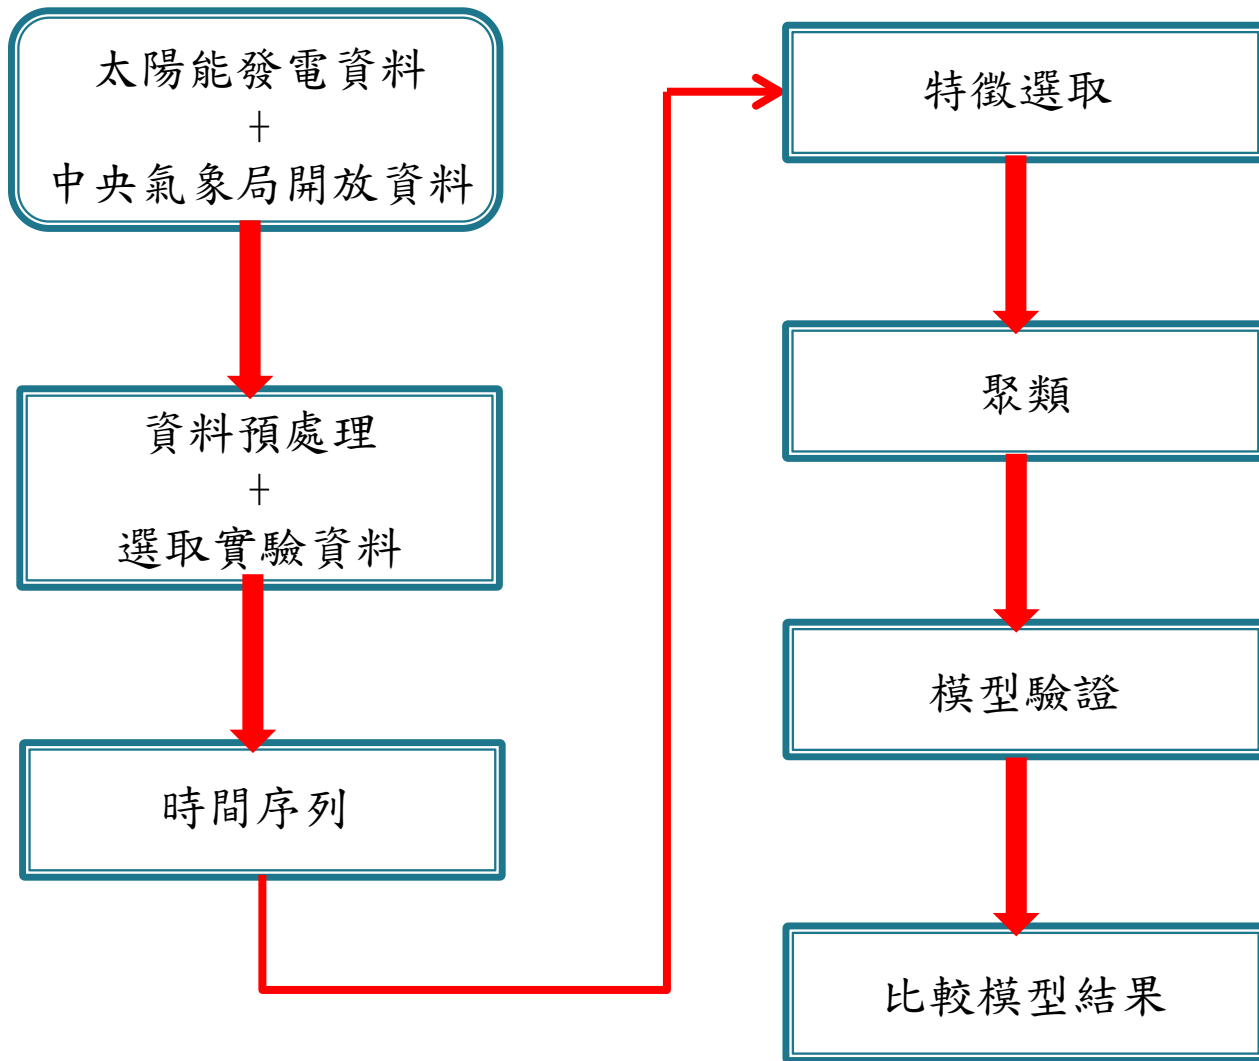 太陽能發電資料
+
中央氣象局開放資料
資料預處理
+
選取實驗資料
時間序列
特徵選取
聚類
模型驗證
比較模型結果